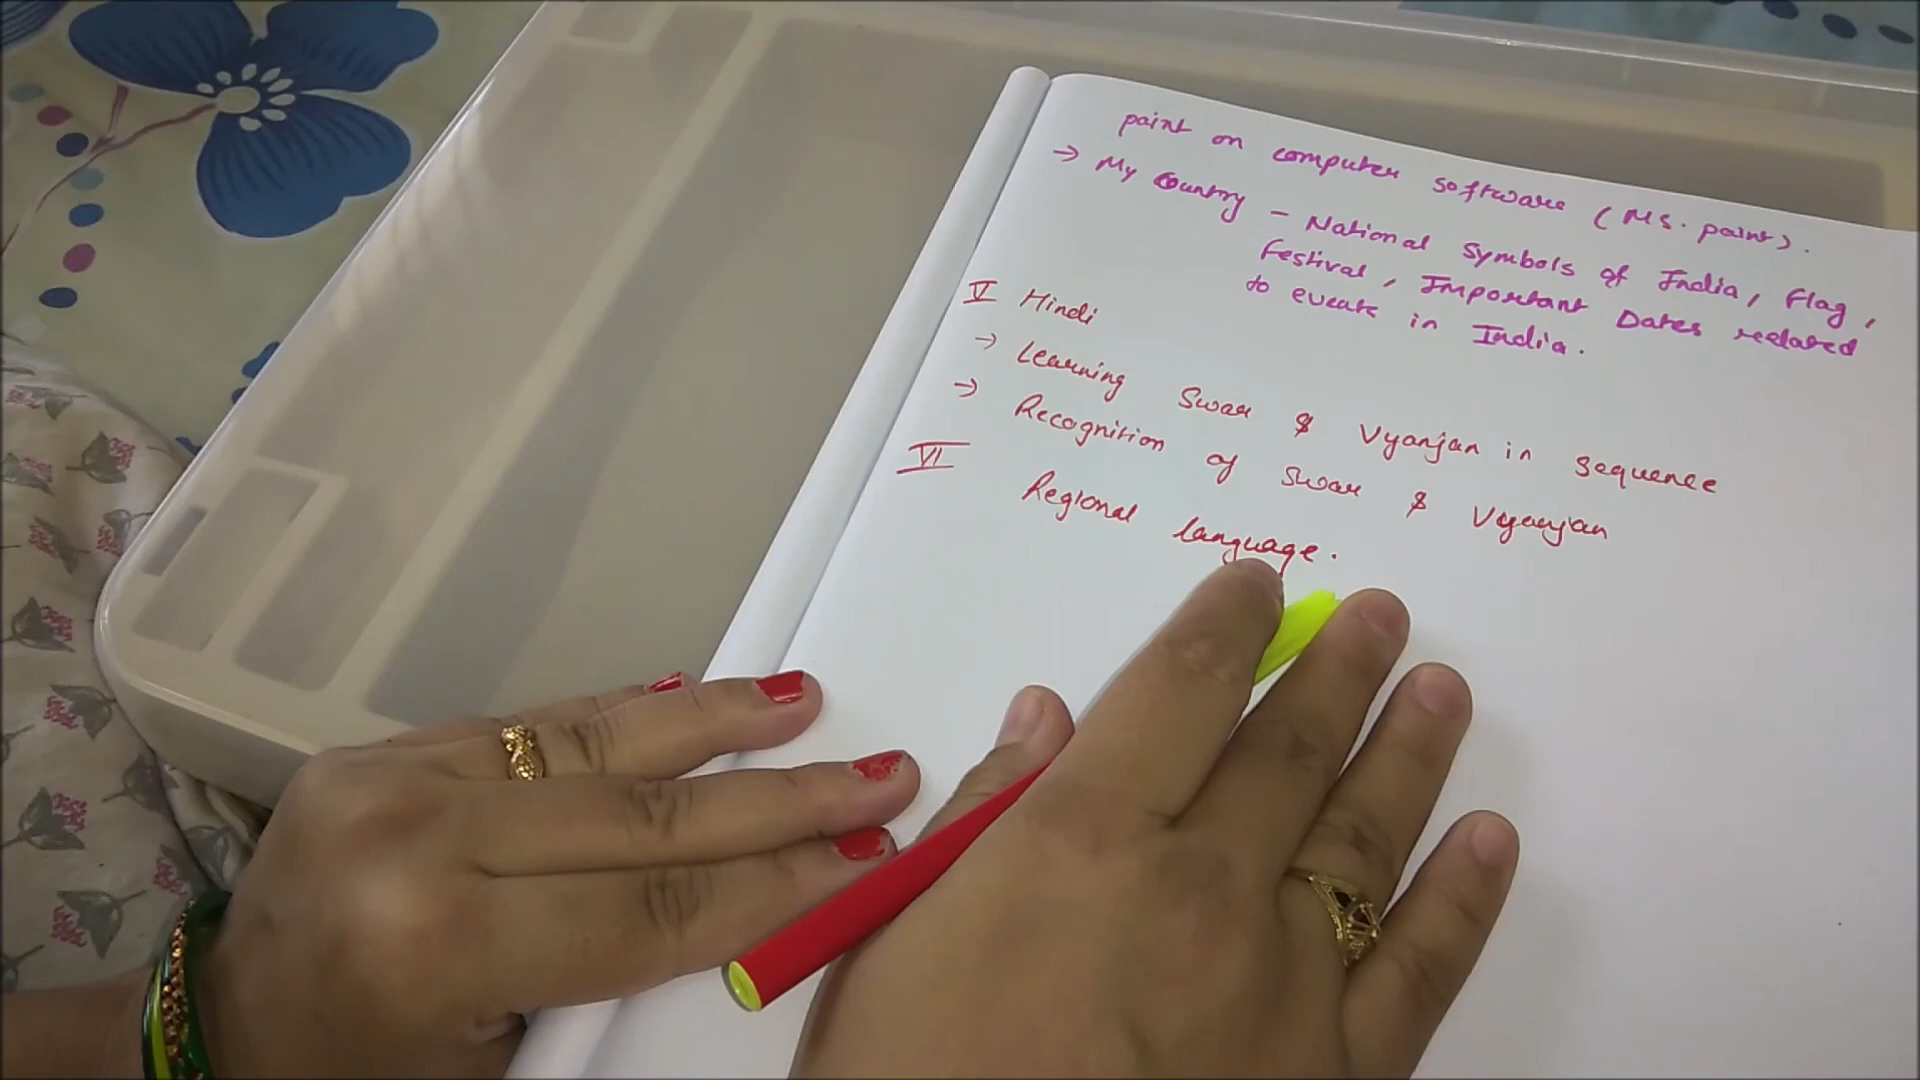 paint on computer software (MS. paint).
→ My Country - National Symbols of India, Flag,
Festival, Important Dates realated
to events in India.
V Hindi
→ Learning Swar & Vyanjan in sequence
→ Recognition of Swar & Vyanjan
VI Regional language.